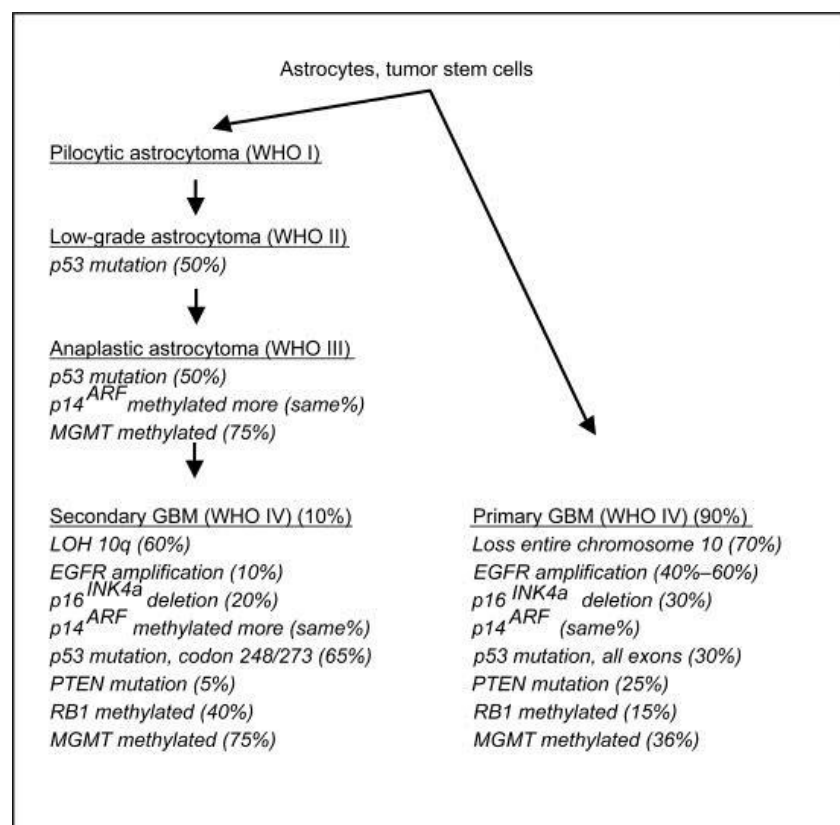 Astrocytes, tumor stem cells
Pilocytic astrocytoma (WHO I)
Low-grade astrocytoma (WHO II)
p53 mutation (50%)
Anaplastic astrocytoma (WHO III)
p53 mutation (50%)
p14ARF methylated more (same%)
MGMT methylated (75%)
Secondary GBM (WHO IV) (10%)
LOH 10q (60%)
EGFR amplification (10%)
p16INK4a deletion (20%)
p14ARF methylated more (same%)
p53 mutation, codon 248/273 (65%)
PTEN mutation (5%)
RB1 methylated (40%)
MGMT methylated (75%)
Primary GBM (WHO IV) (90%)
Loss entire chromosome 10 (70%)
EGFR amplification (40%–60%)
p16INK4a deletion (30%)
p14ARF (same%)
p53 mutation, all exons (30%)
PTEN mutation (25%)
RB1 methylated (15%)
MGMT methylated (36%)